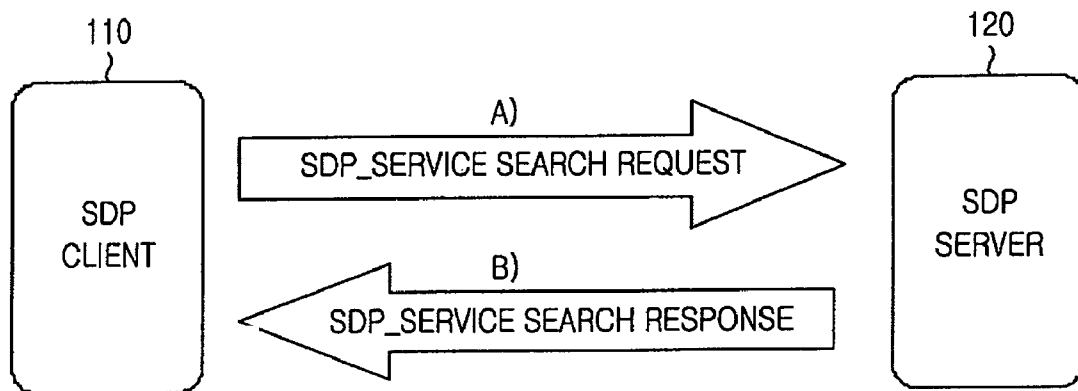 110
120
A)
SDP_SERVICE SEARCH REQUEST
SDP
CLIENT
SDP
SERVER
B)
SDP_SERVICE SEARCH RESPONSE